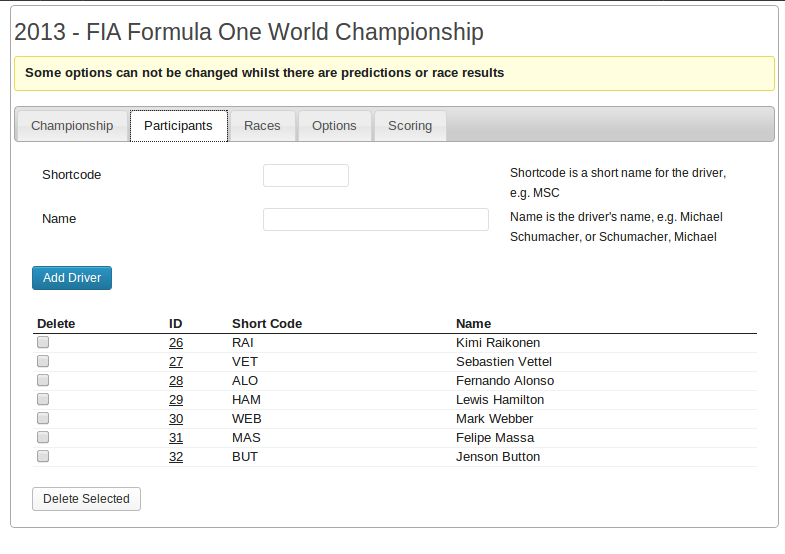 2013 - FIA Formula One World Championship
Some options can not be changed whilst there are predictions or race results
Championship Participants Races Options Scoring
Shortcode Shortcode is a short name for the driver,
e.g. MSC
Name Name is the driver's name, e.g. Michael
Schumacher, or Schumacher, Michael
Add Driver
Delete ID Short Code Name
26 RAI Kimi Raikonen
27 VET Sebastien Vettel
28 ALO Fernando Alonso
29 HAM Lewis Hamilton
30 WEB Mark Webber
31 MAS Felipe Massa
32 BUT Jenson Button
Delete Selected